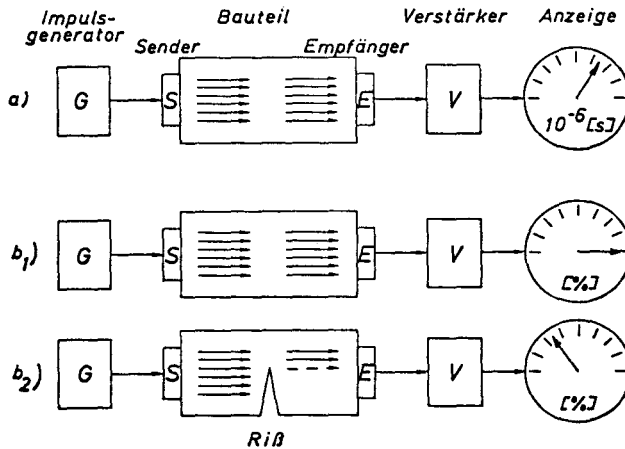 Impuls-
generator
Bauteil
Verstärker
Anzeige
Sender
Empfänger
a)
G
S
E
V
10⁻⁶ [s]
b₁)
G
S
E
V
[%]
b₂)
G
S
E
V
[%]
Riß